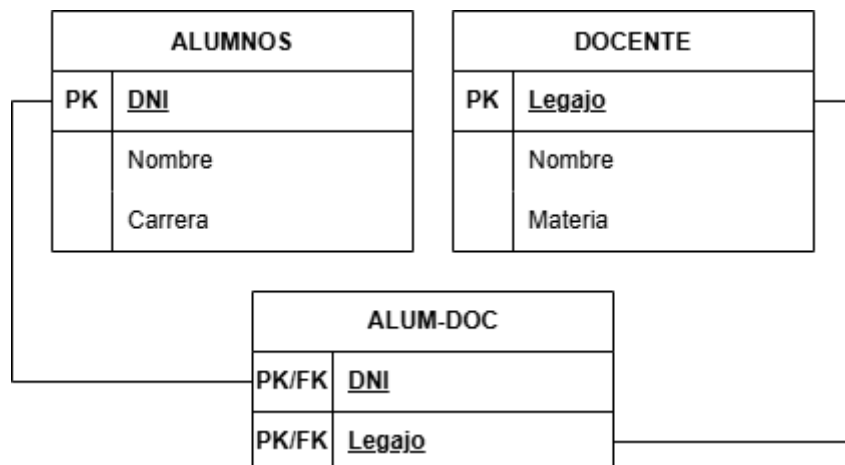 ALUMNOS
PK DNI
Nombre
Carrera
DOCENTE
PK Legajo
Nombre
Materia
ALUM-DOC
PK/FK DNI
PK/FK Legajo